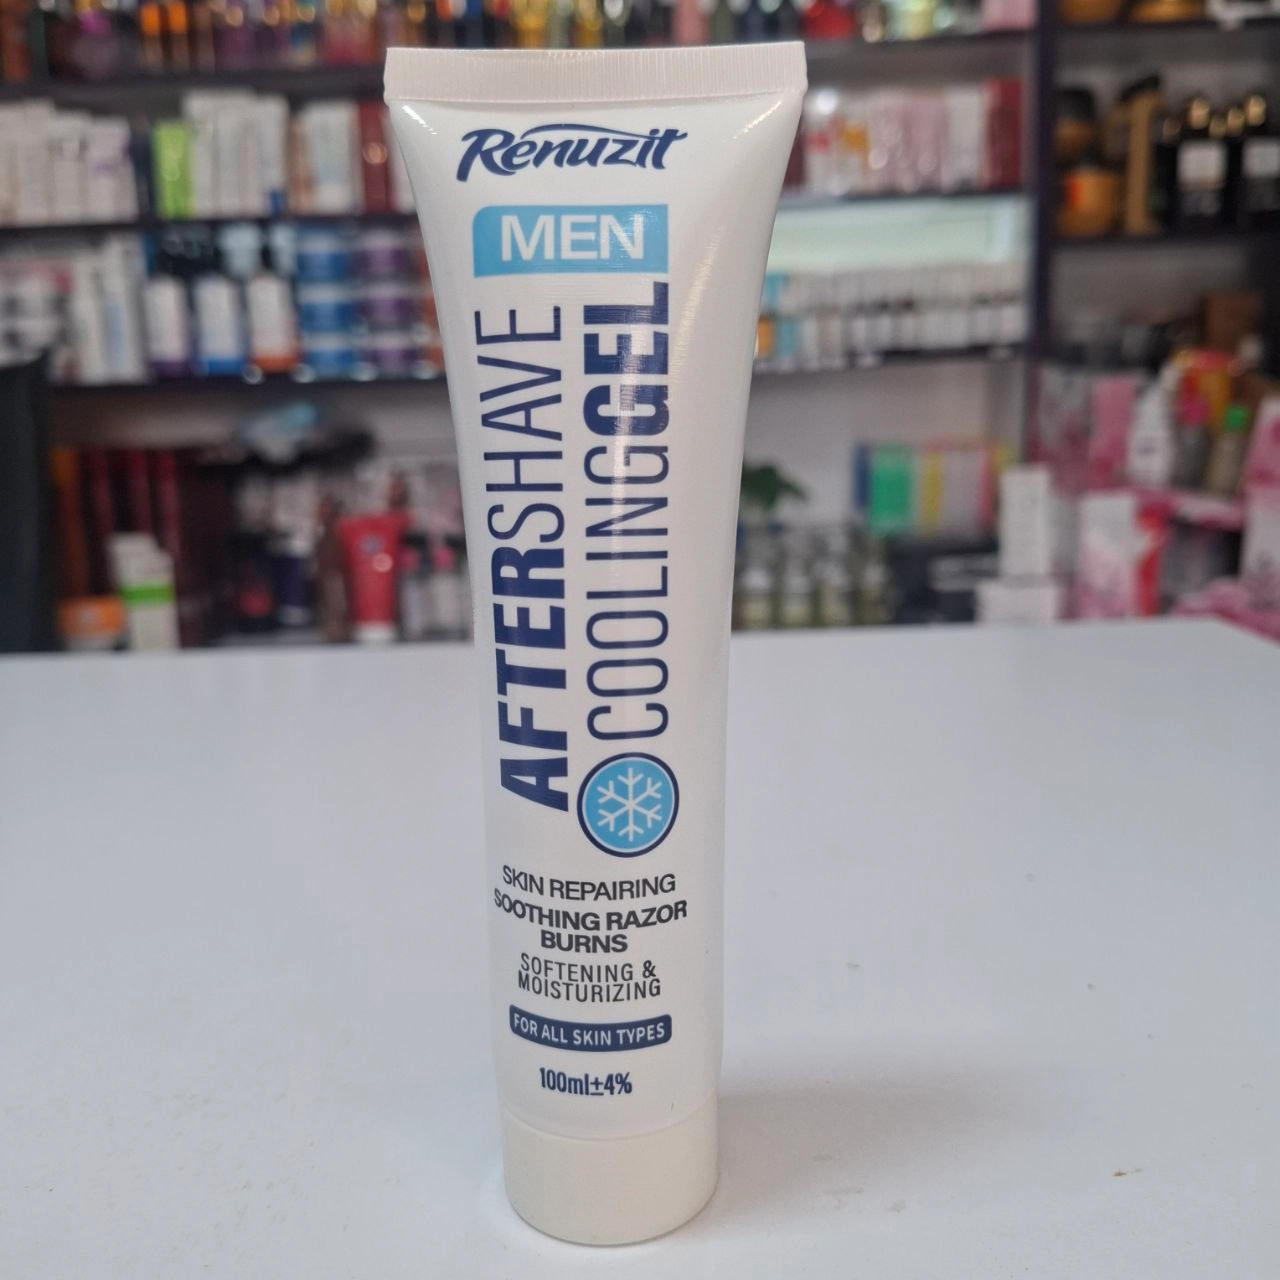 Renuzit
MEN
AFTERSHAVE
COOLINGGEL
SKIN REPAIRING
SOOTHING RAZOR
BURNS
SOFTENING &
MOISTURIZING
FOR ALL SKIN TYPES
100ml±4%